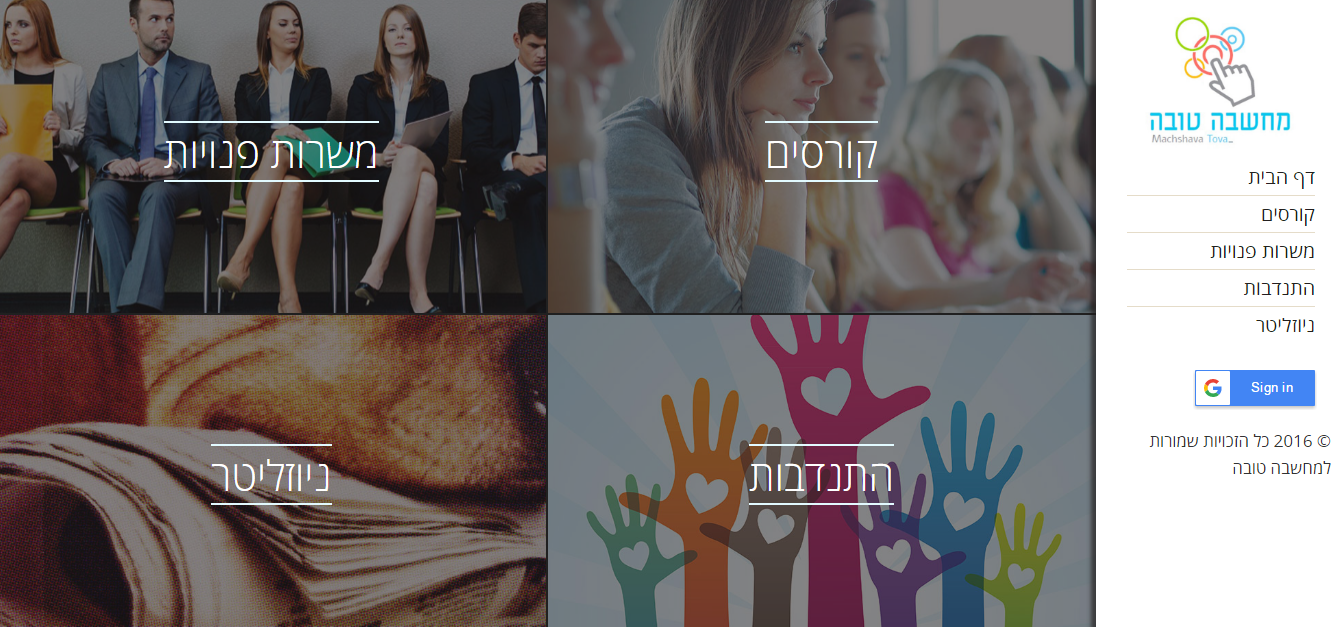 מחשבה טובה
Machshava Tova_
דף הבית
קורסים
משרות פנויות
התנדבות
ניוזליטר
Sign in
© 2016 כל הזכויות שמורות
למחשבה טובה
קורסים
משרות פנויות
התנדבות
ניוזליטר